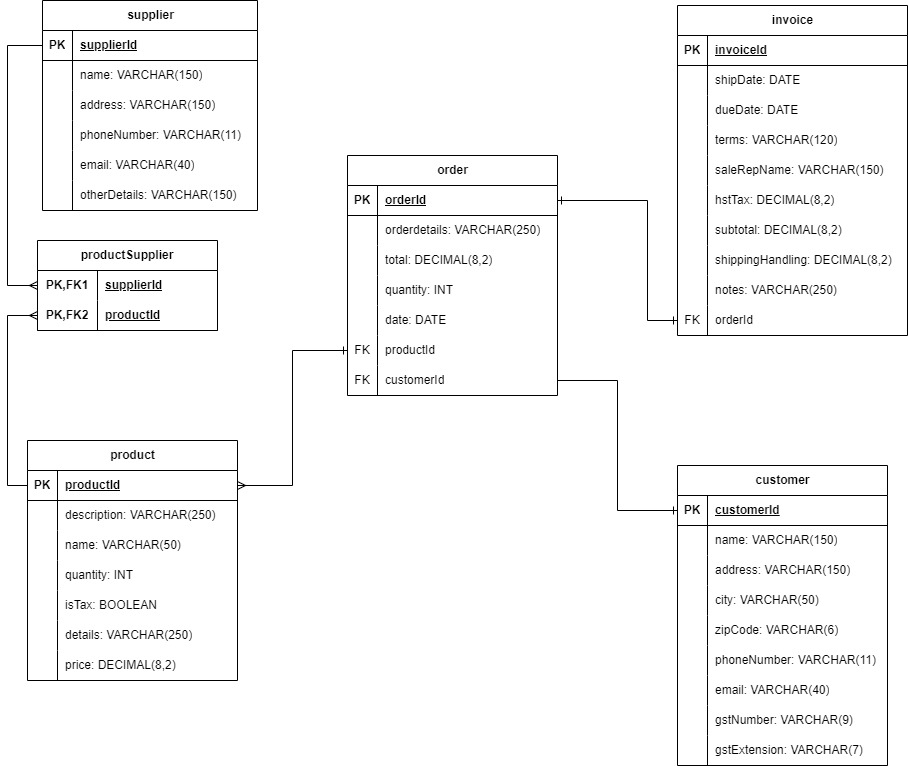 supplier
PK supplierId
name: VARCHAR(150)
address: VARCHAR(150)
phoneNumber: VARCHAR(11)
email: VARCHAR(40)
otherDetails: VARCHAR(150)
productSupplier
PK,FK1 supplierId
PK,FK2 productId
product
PK productId
description: VARCHAR(250)
name: VARCHAR(50)
quantity: INT
isTax: BOOLEAN
details: VARCHAR(250)
price: DECIMAL(8,2)
order
PK orderId
orderdetails: VARCHAR(250)
total: DECIMAL(8,2)
quantity: INT
date: DATE
FK productId
FK customerId
invoice
PK invoiceId
shipDate: DATE
dueDate: DATE
terms: VARCHAR(120)
saleRepName: VARCHAR(150)
hstTax: DECIMAL(8,2)
subtotal: DECIMAL(8,2)
shippingHandling: DECIMAL(8,2)
notes: VARCHAR(250)
FK orderId
customer
PK customerId
name: VARCHAR(150)
address: VARCHAR(150)
city: VARCHAR(50)
zipCode: VARCHAR(6)
phoneNumber: VARCHAR(11)
email: VARCHAR(40)
gstNumber: VARCHAR(9)
gstExtension: VARCHAR(7)